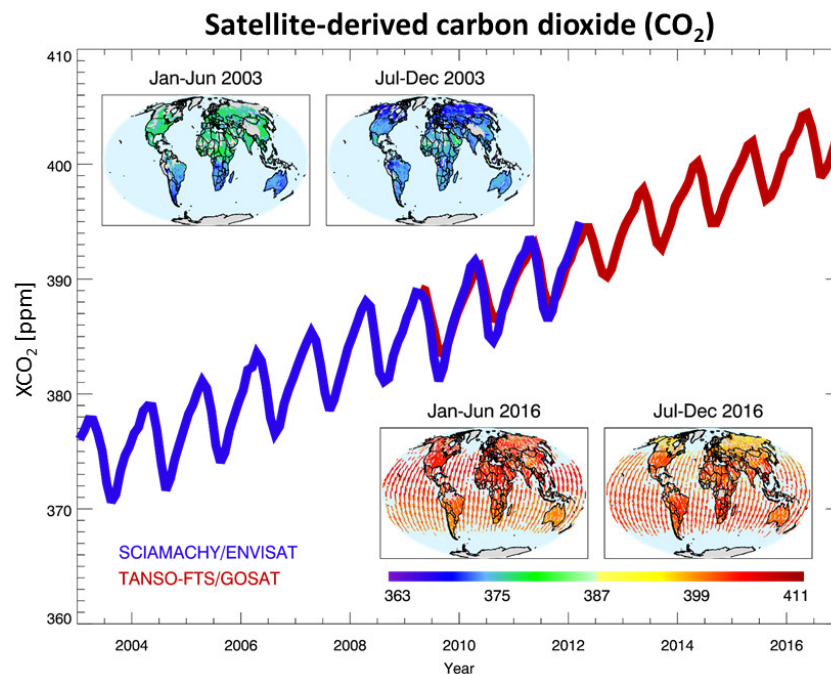 Satellite-derived carbon dioxide (CO₂)
410
Jan-Jun 2003
Jul-Dec 2003
400
390
XCO₂ [ppm]
380
Jan-Jun 2016
Jul-Dec 2016
370
SCIAMACHY/ENVISAT
TANSO-FTS/GOSAT
363 375 387 399 411
360
2004 2006 2008 2010 2012 2014 2016
Year